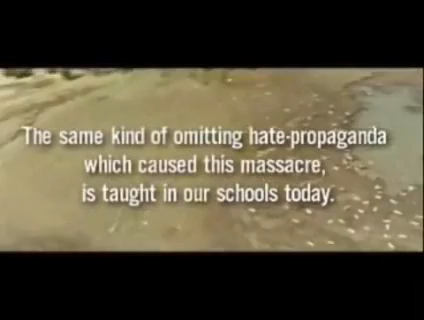 The same kind of omitting hate-propaganda
which caused this massacre,
is taught in our schools today.